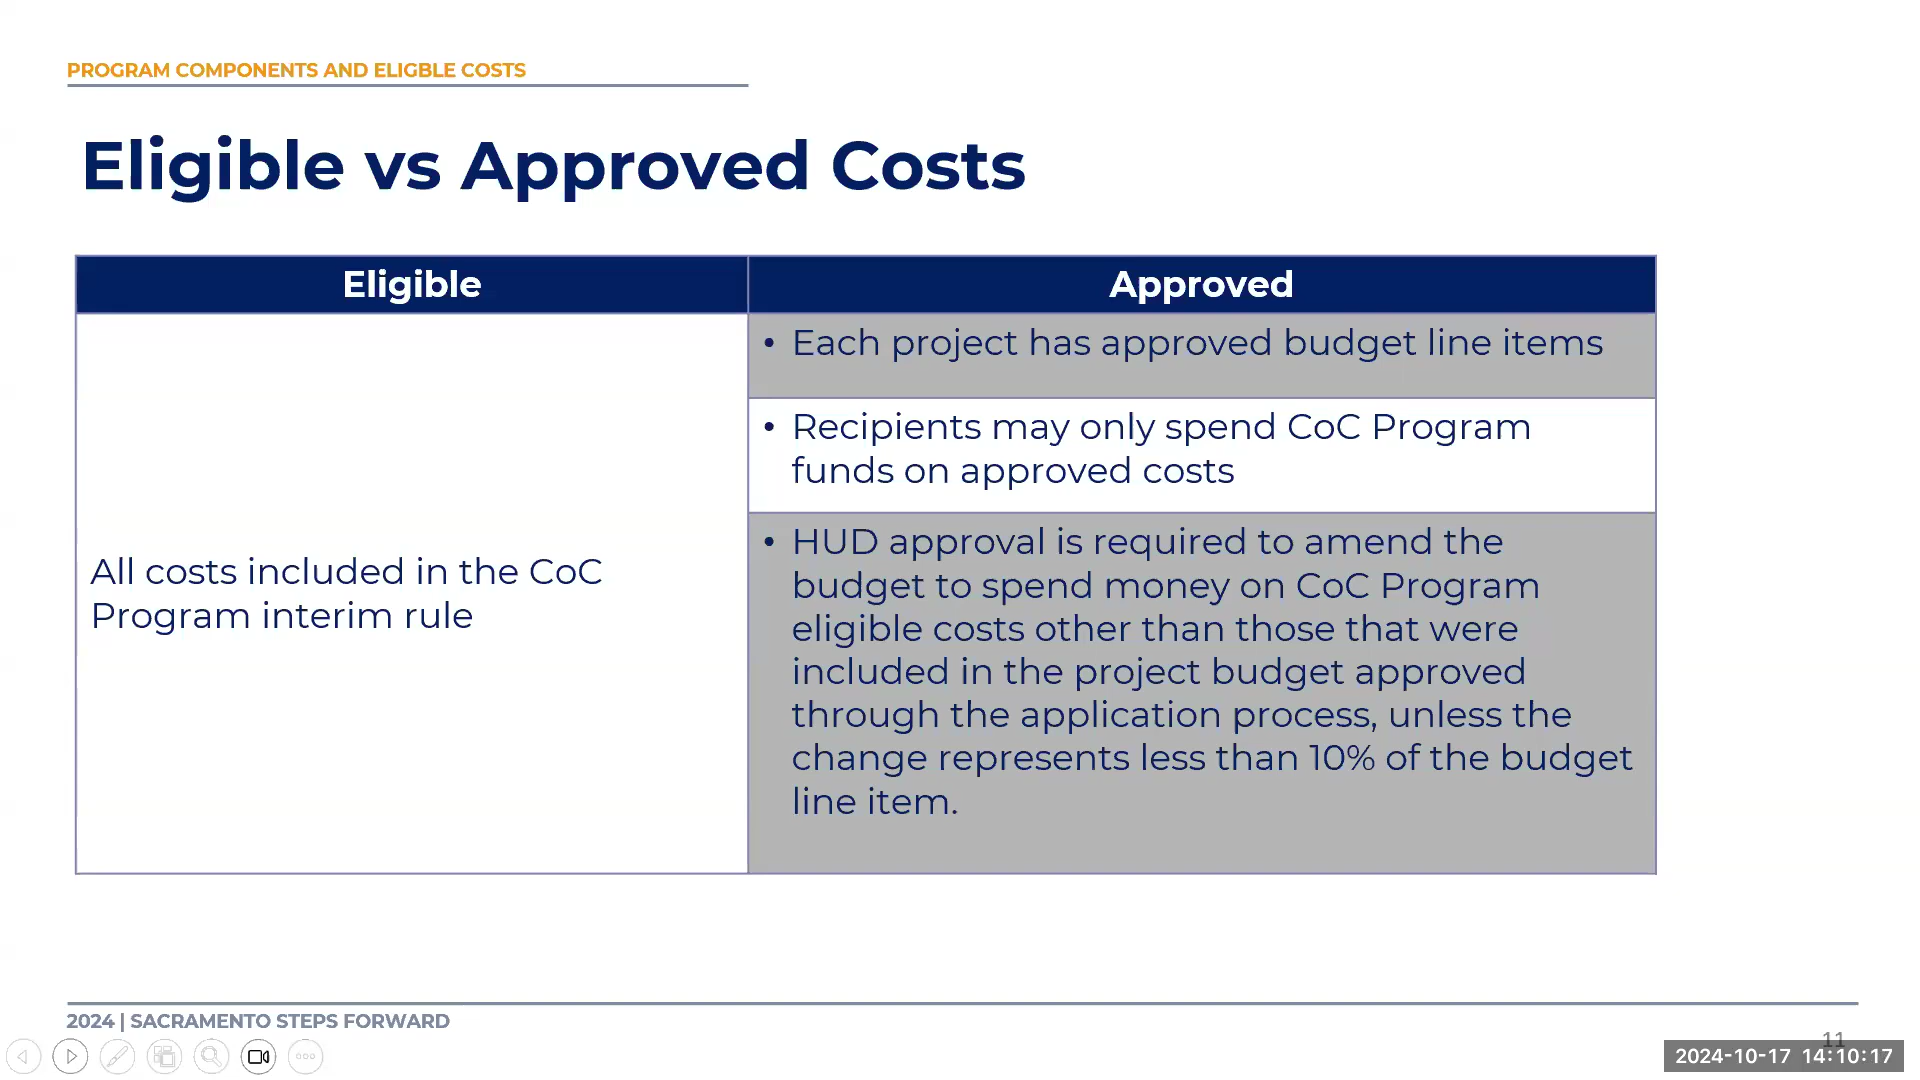 PROGRAM COMPONENTS AND ELIGBLE COSTS
Eligible vs Approved Costs
Eligible
Approved
All costs included in the CoC
Program interim rule
• Each project has approved budget line items
• Recipients may only spend CoC Program
funds on approved costs
• HUD approval is required to amend the
budget to spend money on CoC Program
eligible costs other than those that were
included in the project budget approved
through the application process, unless the
change represents less than 10% of the budget
line item.
2024 | SACRAMENTO STEPS FORWARD
11
2024-10-17 14:10:17